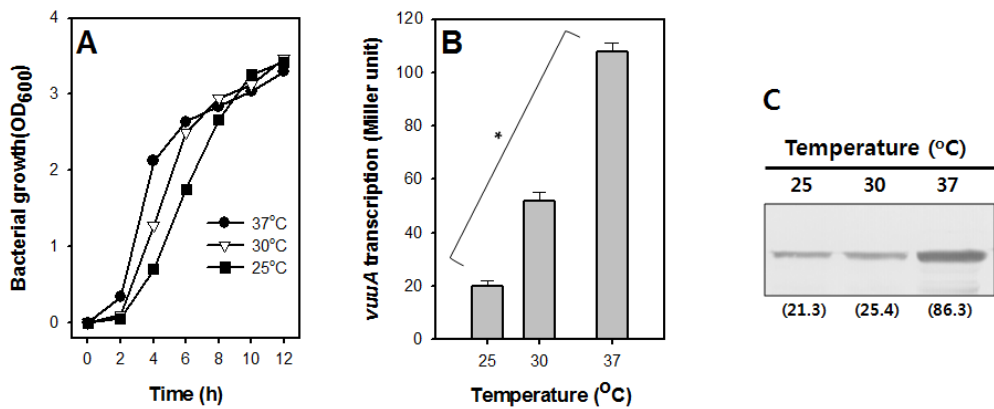 A
Bacterial growth(OD600)
4
3
2
1
0
37°C
30°C
25°C
0 2 4 6 8 10 12
Time (h)
B
vuuA transcription (Miller unit)
120
100
80
60
40
20
0
*
25 30 37
Temperature (OC)
C
Temperature (oC)
25 30 37
(21.3) (25.4) (86.3)